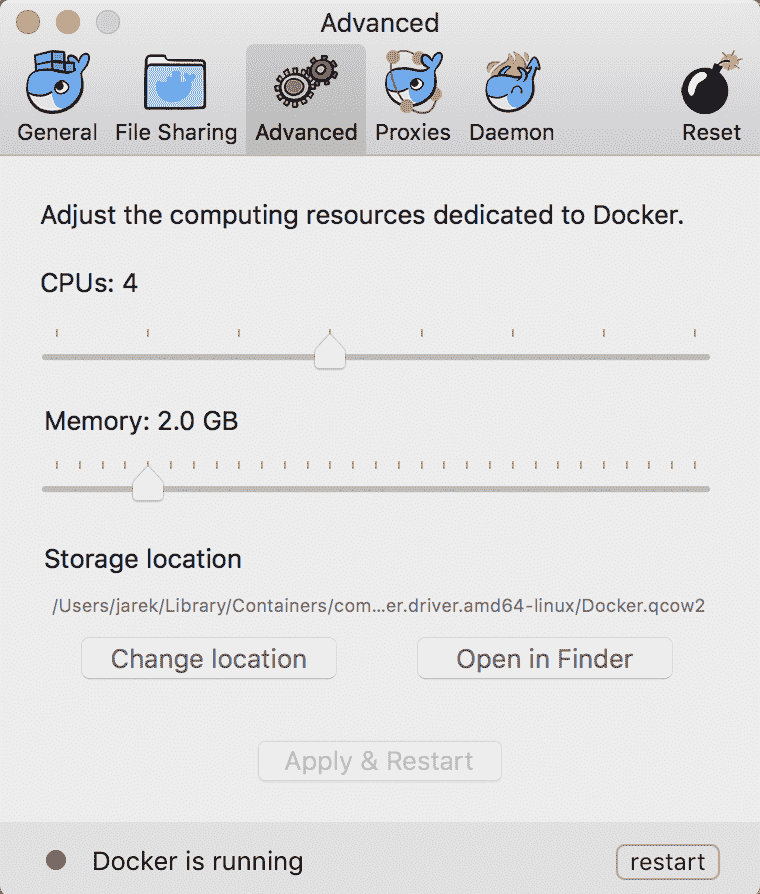 Advanced
General File Sharing Advanced Proxies Daemon Reset
Adjust the computing resources dedicated to Docker.
CPUs: 4
Memory: 2.0 GB
Storage location
/Users/jarek/Library/Containers/com...er.driver.amd64-linux/Docker.qcow2
Change location Open in Finder
Apply & Restart
Docker is running restart